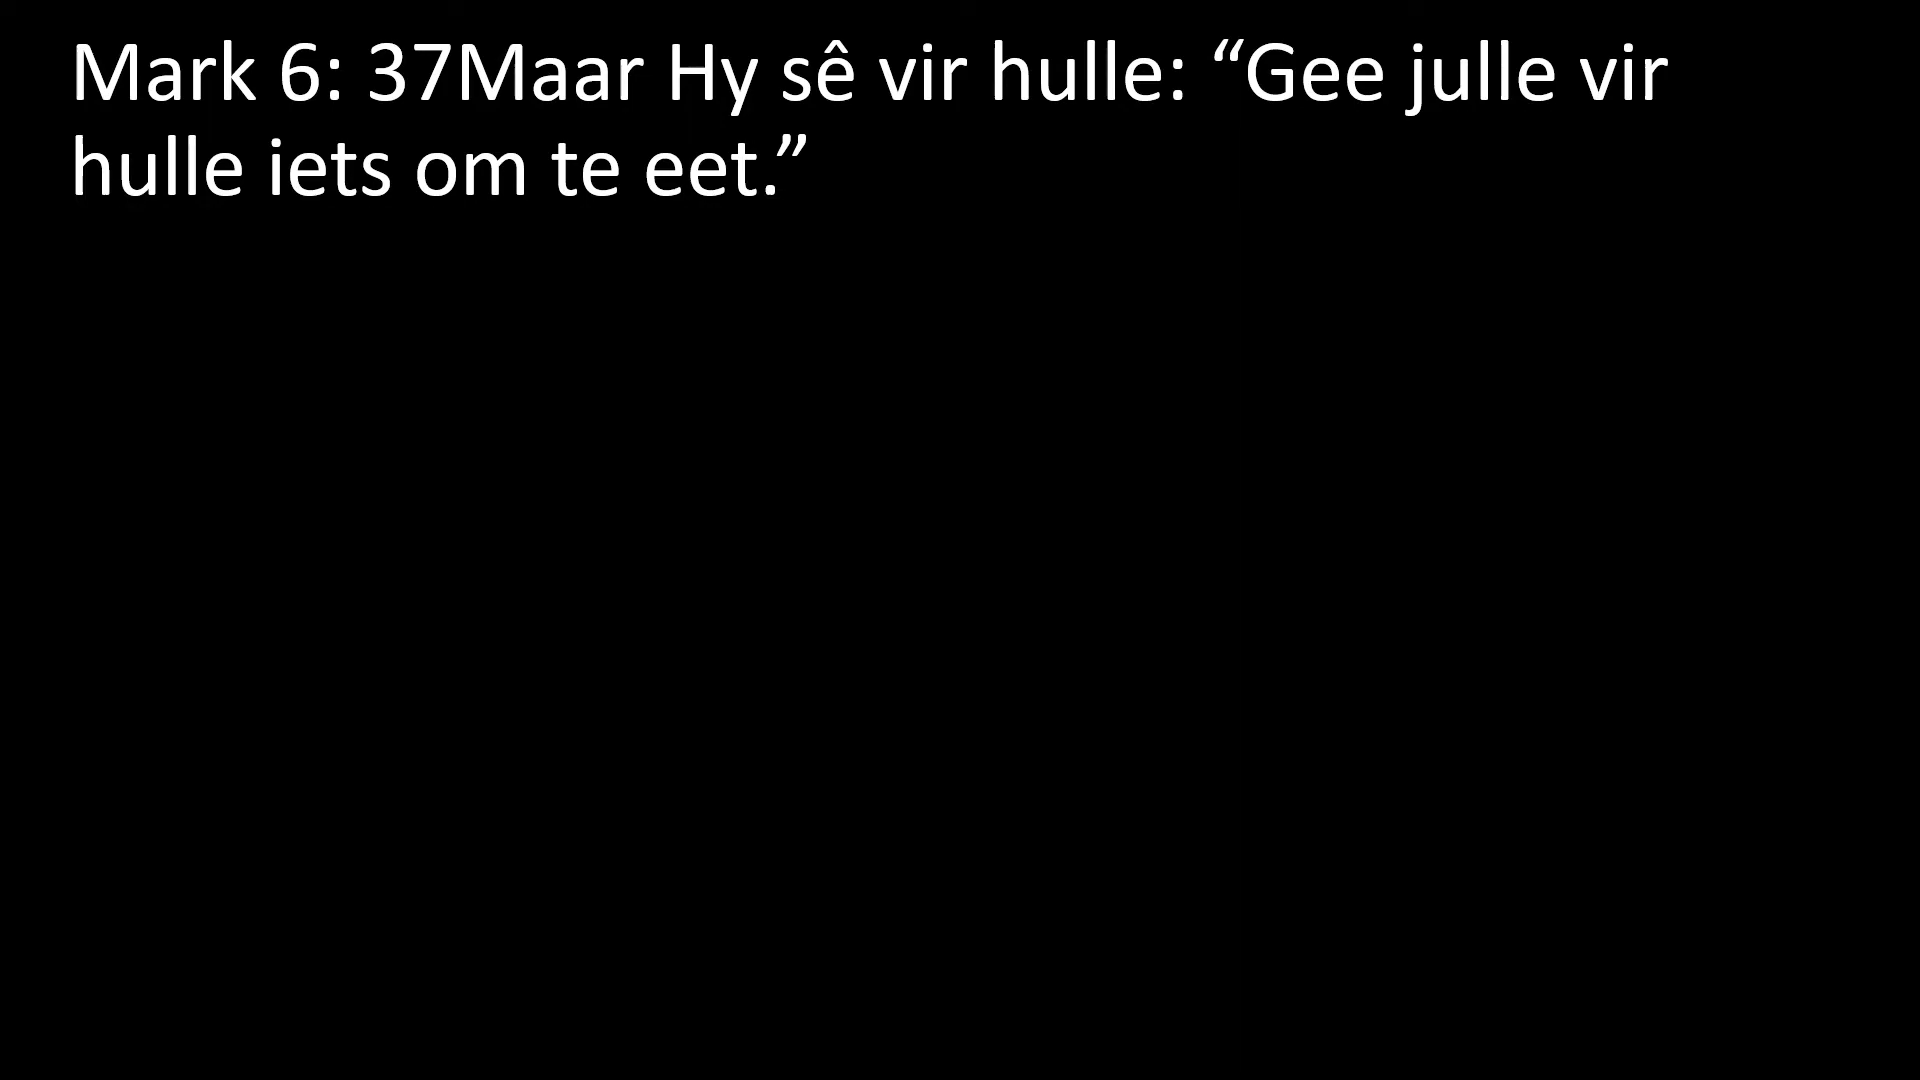 Mark 6: 37Maar Hy sê vir hulle: “Gee julle vir
hulle iets om te eet.”